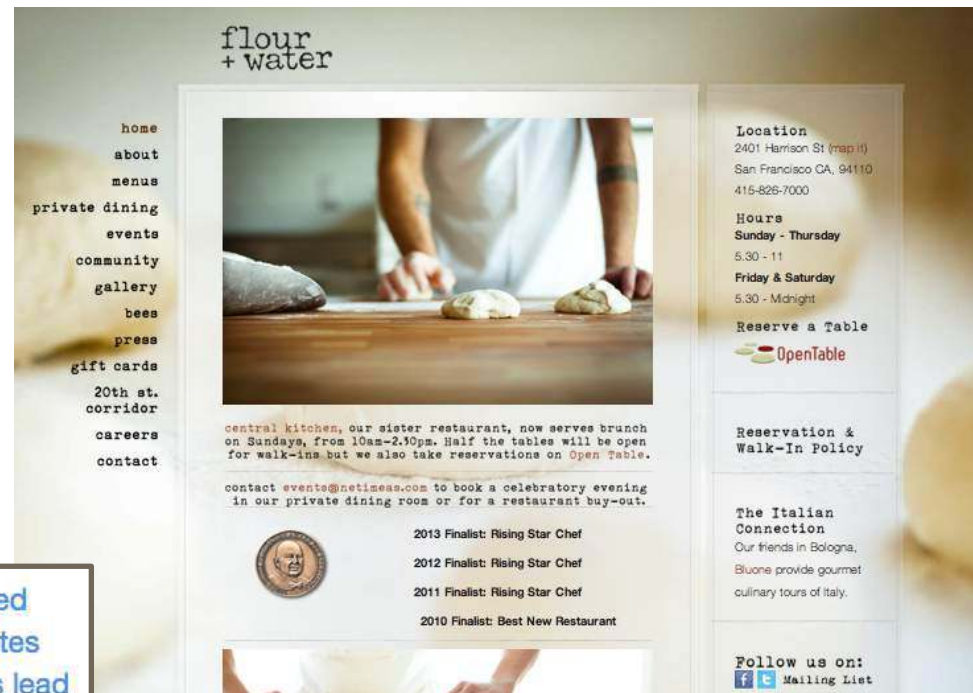 flour
+ water
home
about
menus
private dining
events
community
gallery
bees
press
gift cards
20th st.
corridor
careers
contact
central kitchen, our sister restaurant, now serves brunch
on Sundays, from 10am-2.30pm. Half the tables will be open
for walk-ins but we also take reservations on Open Table.
contact events@netimeas.com to book a celebratory evening
in our private dining room or for a restaurant buy-out.
2013 Finalist: Rising Star Chef
2012 Finalist: Rising Star Chef
2011 Finalist: Rising Star Chef
2010 Finalist: Best New Restaurant
Location
2401 Harrison St (map it)
San Francisco CA, 94110
415-826-7000
Hours
Sunday - Thursday
5.30 - 11
Friday & Saturday
5.30 - Midnight
Reserve a Table
OpenTable
Reservation &
Walk-In Policy
The Italian
Connection
Our friends in Bologna,
Bluone provide gourmet
culinary tours of Italy.
Follow us on:
f t Mailing List
ed
tes
s lead